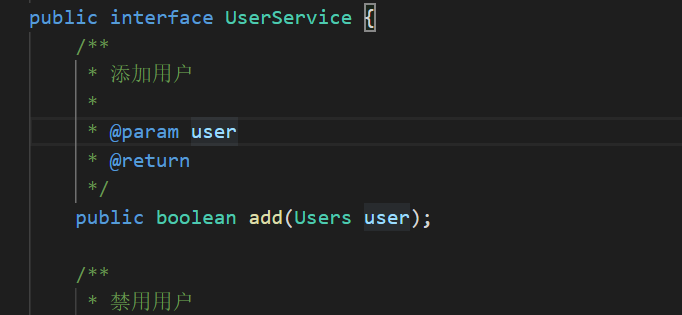 public interface UserService {
/**
* 添加用户
*
* @param user
* @return
*/
public boolean add(Users user);
/**
* 禁用用户